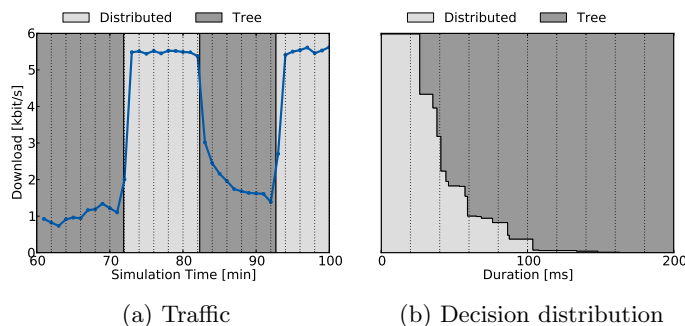 Distributed Tree
Distributed Tree
6
5
4
3
2
1
0
Download [kbit/s]
60 70 80 90 100
Simulation Time [min]
0 100 200
Duration [ms]
(a) Traffic
(b) Decision distribution